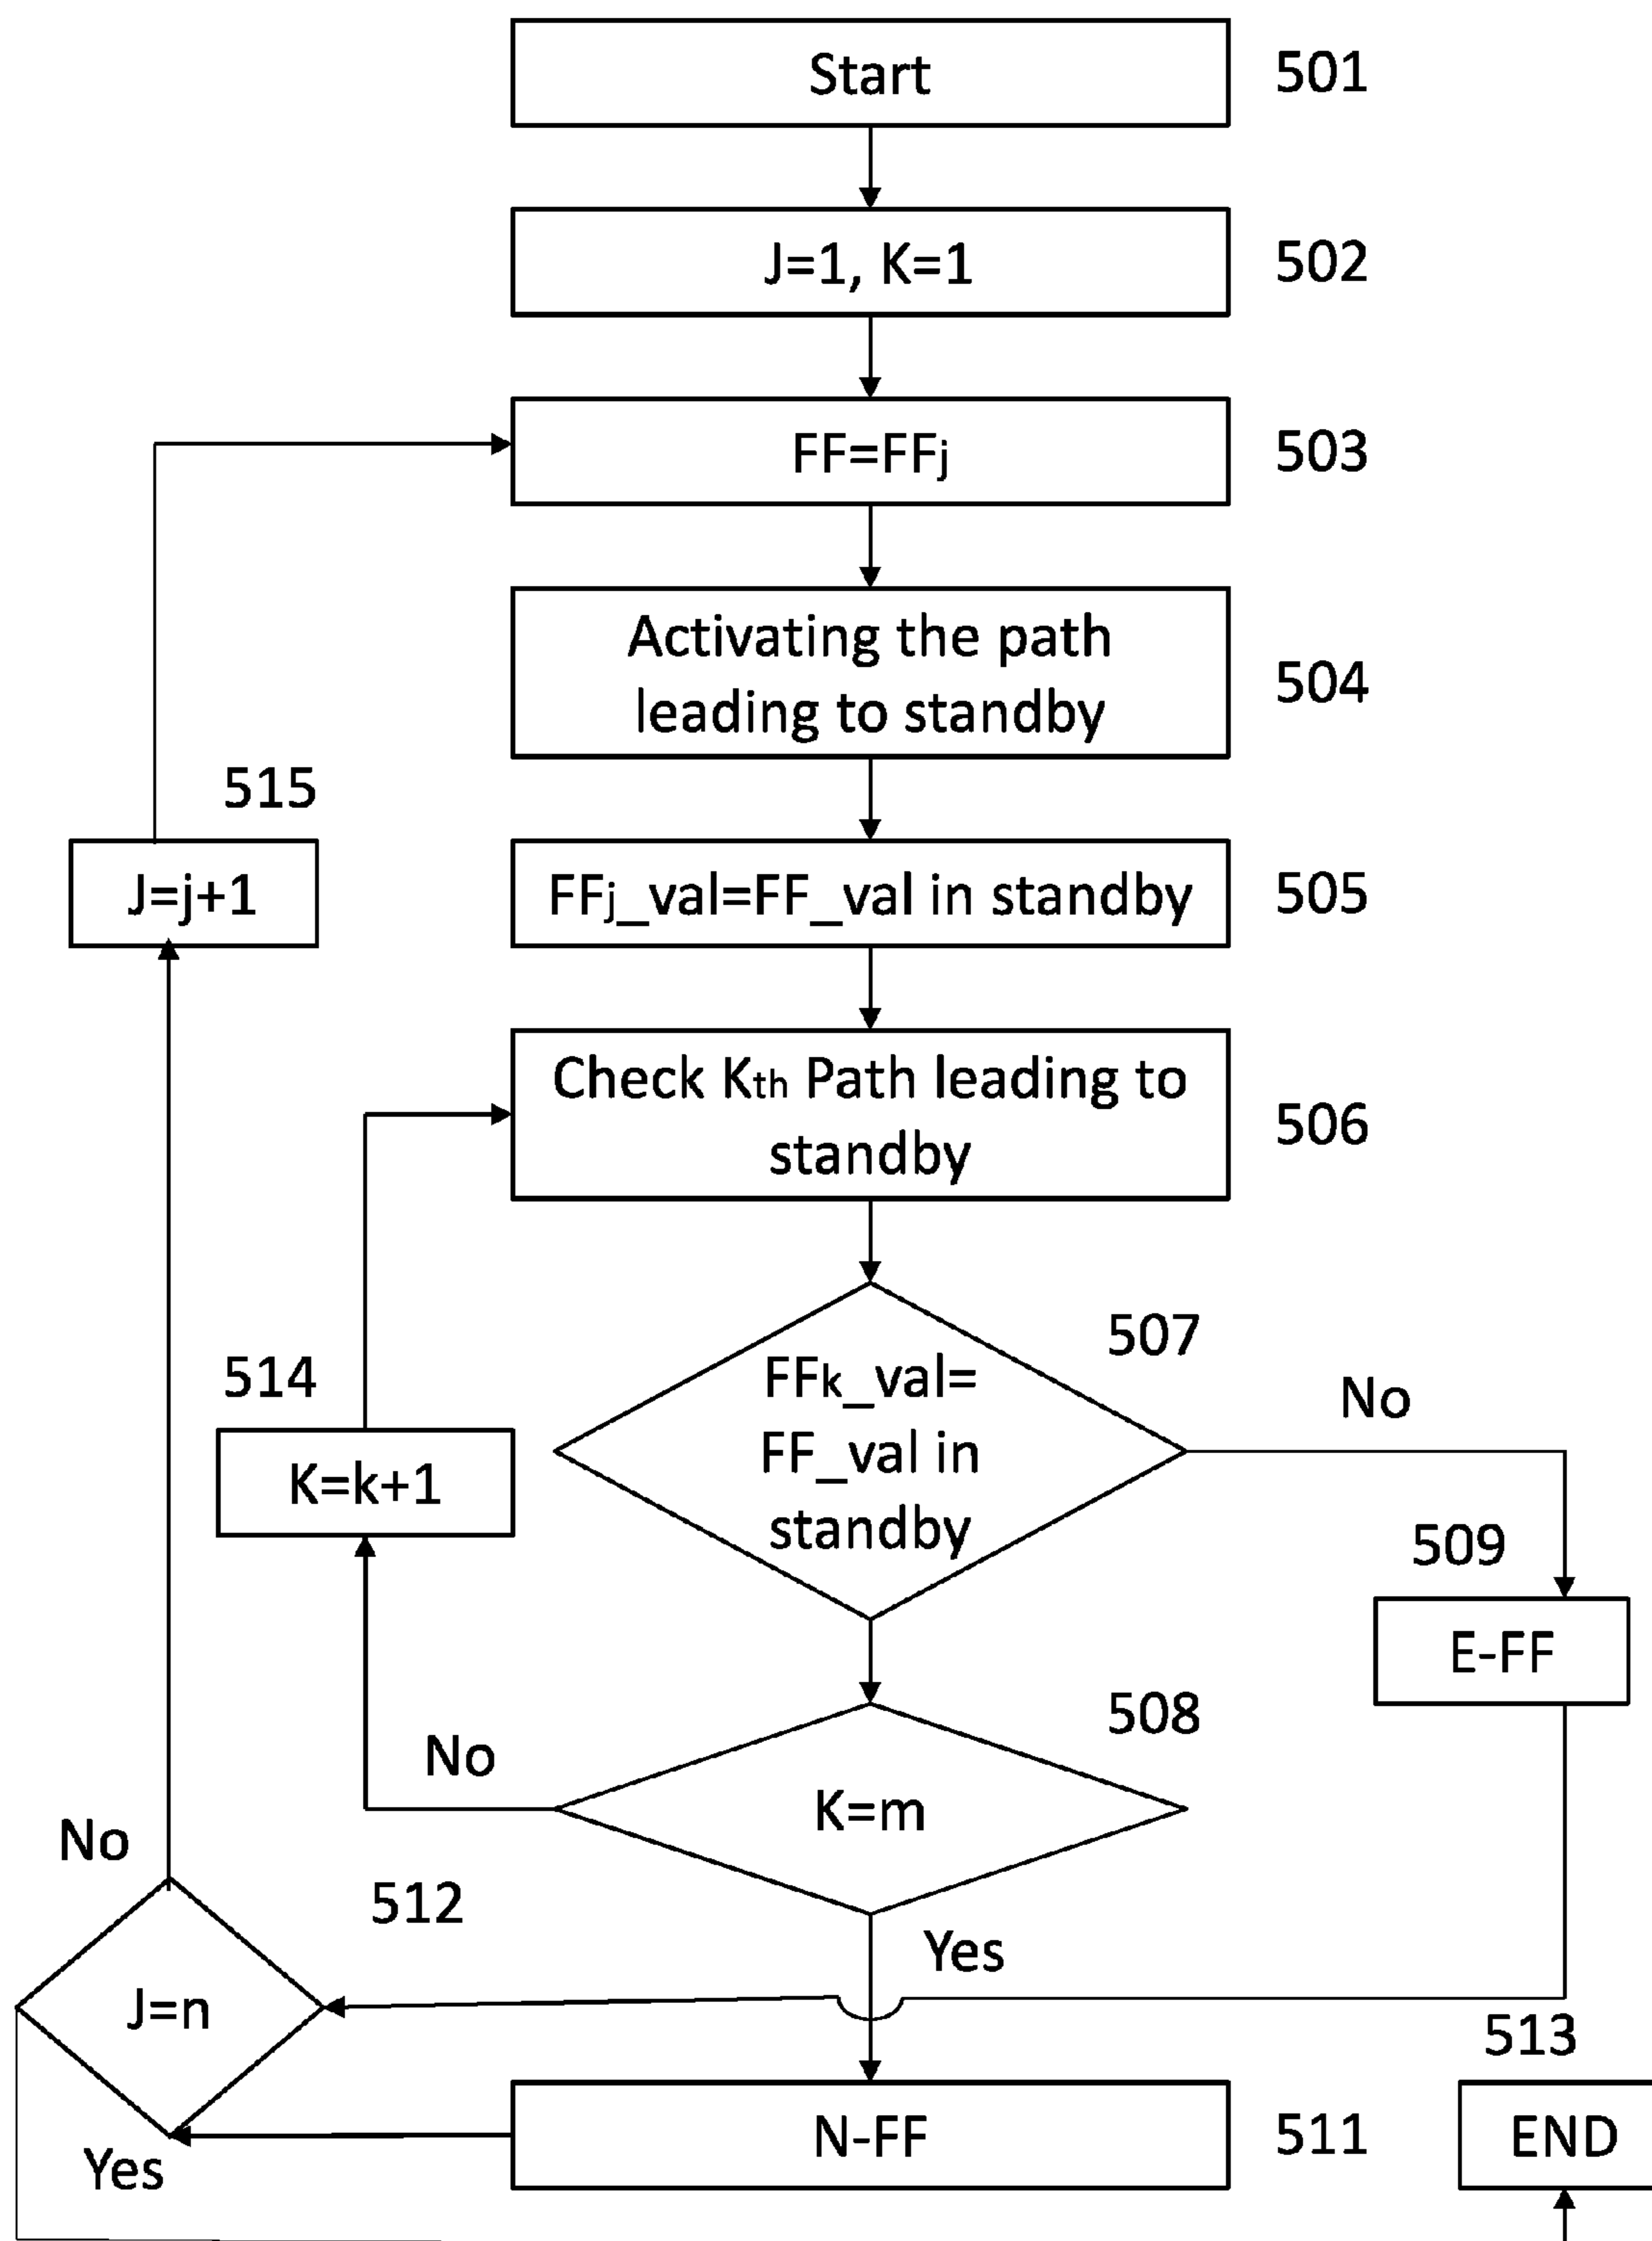 Start
501
J=1, K=1
502
FF=FFj
503
Activating the path
leading to standby
504
515
J=j+1
FFj_val=FF_val in standby
505
Check Kth Path leading to
standby
506
507
FFk_val=
FF_val in
standby
No
514
K=k+1
509
E-FF
508
K=m
No
No
512
J=n
Yes
513
N-FF
511
END
Yes